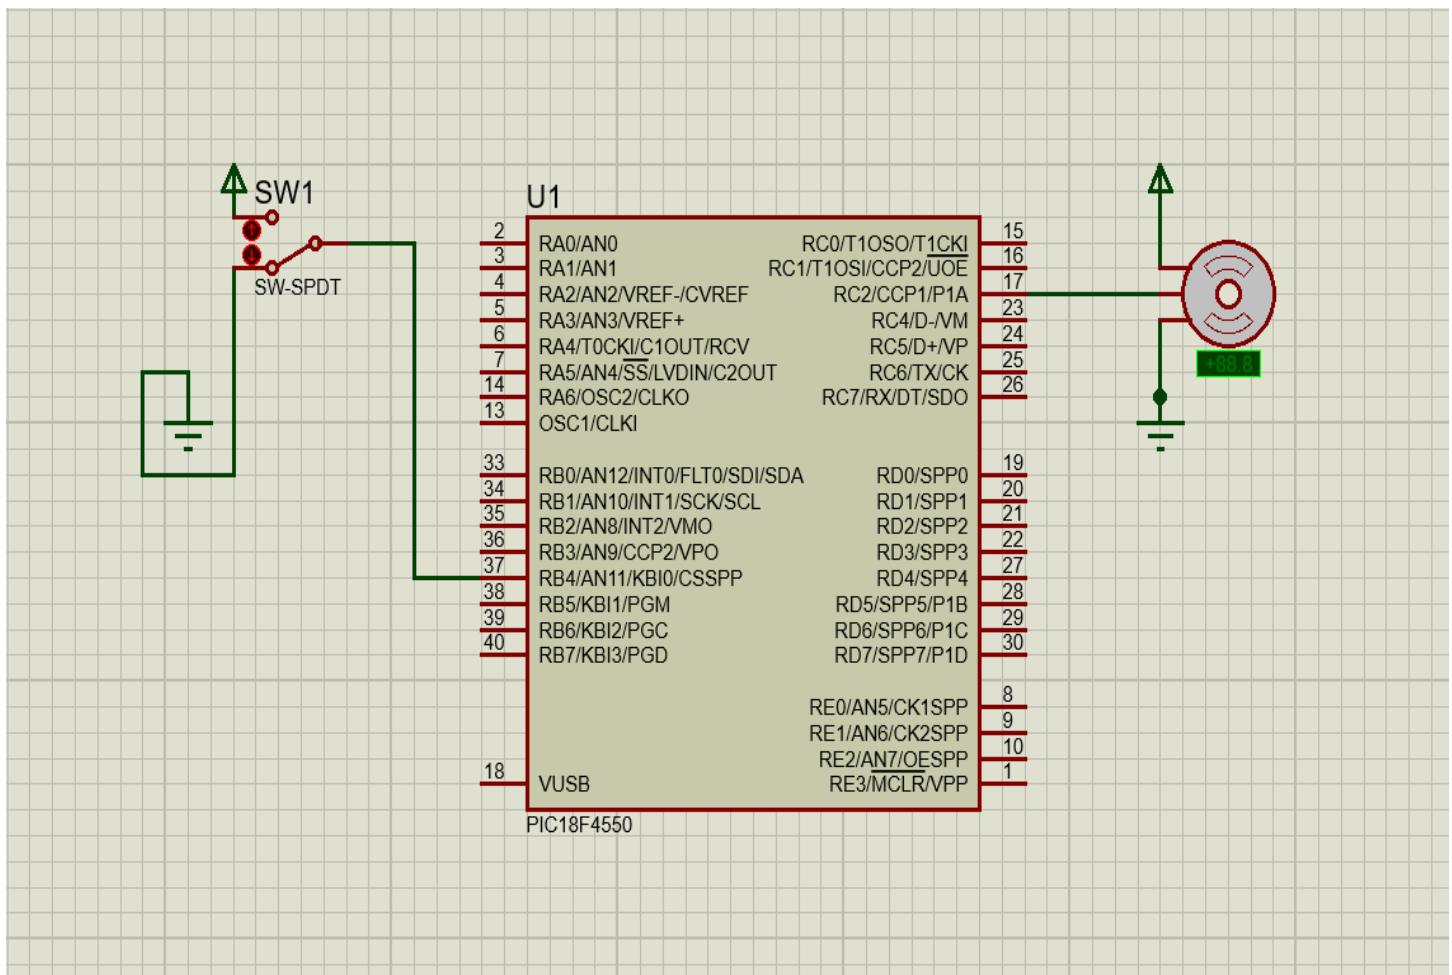 SW1
SW-SPDT
U1
2 RA0/AN0
3 RA1/AN1
4 RA2/AN2/VREF-/CVREF
5 RA3/AN3/VREF+
6 RA4/T0CKI/C1OUT/RCV
7 RA5/AN4/SS/LVDIN/C2OUT
14 RA6/OSC2/CLKO
13 OSC1/CLKI
33 RB0/AN12/INT0/FLT0/SDI/SDA
34 RB1/AN10/INT1/SCK/SCL
35 RB2/AN8/INT2/VMO
36 RB3/AN9/CCP2/VPO
37 RB4/AN11/KBI0/CSSPP
38 RB5/KBI1/PGM
39 RB6/KBI2/PGC
40 RB7/KBI3/PGD
18 VUSB
RC0/T1OSO/T1CKI 15
RC1/T1OSI/CCP2/UOE 16
RC2/CCP1/P1A 17
RC4/D-/VM 23
RC5/D+/VP 24
RC6/TX/CK 25
RC7/RX/DT/SDO 26
RD0/SPP0 19
RD1/SPP1 20
RD2/SPP2 21
RD3/SPP3 22
RD4/SPP4 27
RD5/SPP5/P1B 28
RD6/SPP6/P1C 29
RD7/SPP7/P1D 30
RE0/AN5/CK1SPP 8
RE1/AN6/CK2SPP 9
RE2/AN7/OESPP 10
RE3/MCLR/VPP 1
PIC18F4550
+88.8